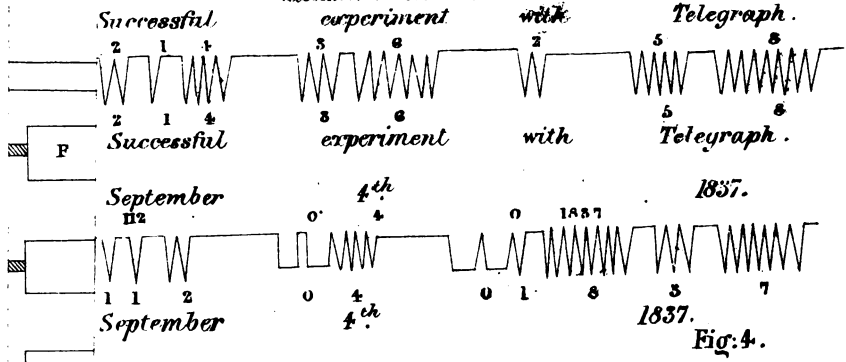 Successful experiment with Telegraph.
2 1 4 3 6 2 5 8
2 1 4 3 6 5 8
Successful experiment with Telegraph.
F
September 4th 1837.
112 0 4 0 1837
1 1 2 0 4 0 1 8 3 7
September 4th 1837.
Fig:4.